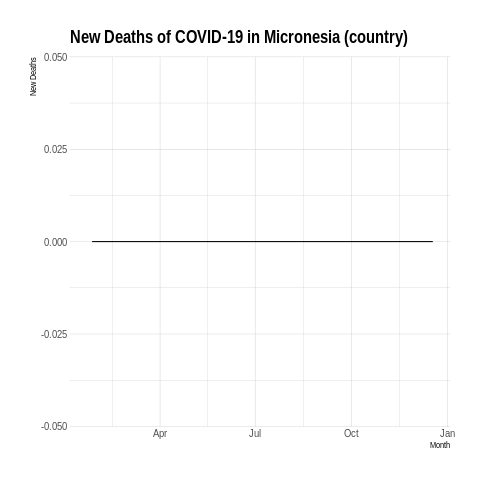 New Deaths of COVID-19 in Micronesia (country)
New Deaths
0.050
0.025
0.000
-0.025
-0.050
Apr Jul Oct Jan
Month